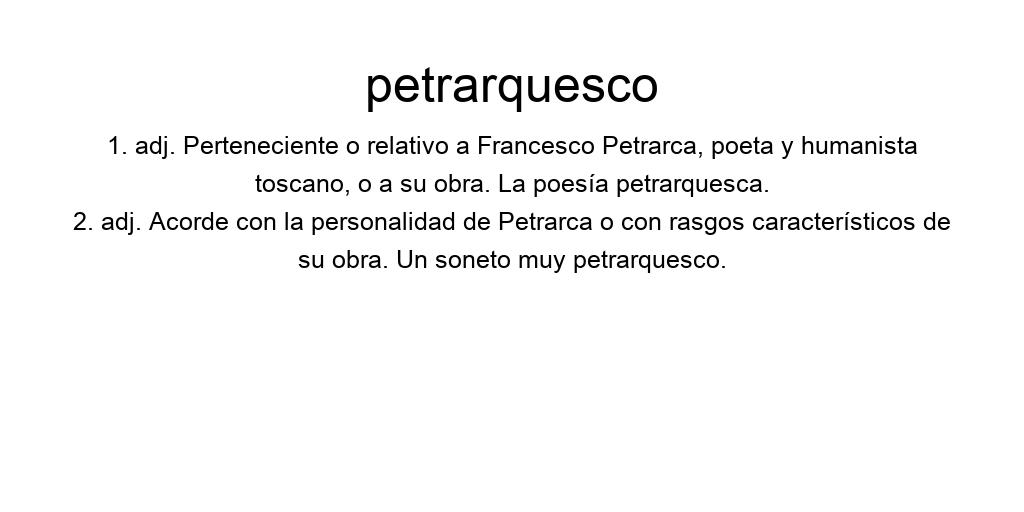 petrarquesco
1. adj. Perteneciente o relativo a Francesco Petrarca, poeta y humanista
toscano, o a su obra. La poesía petrarquesca.
2. adj. Acorde con la personalidad de Petrarca o con rasgos característicos de
su obra. Un soneto muy petrarquesco.